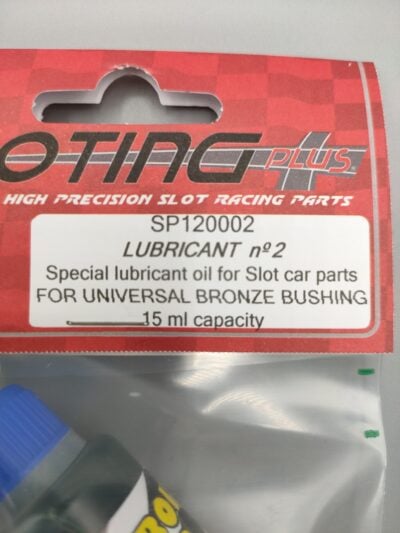 OTING PLUS
HIGH PRECISION SLOT RACING PARTS
SP120002
LUBRICANT nº2
Special lubricant oil for Slot car parts
FOR UNIVERSAL BRONZE BUSHING
15 ml capacity